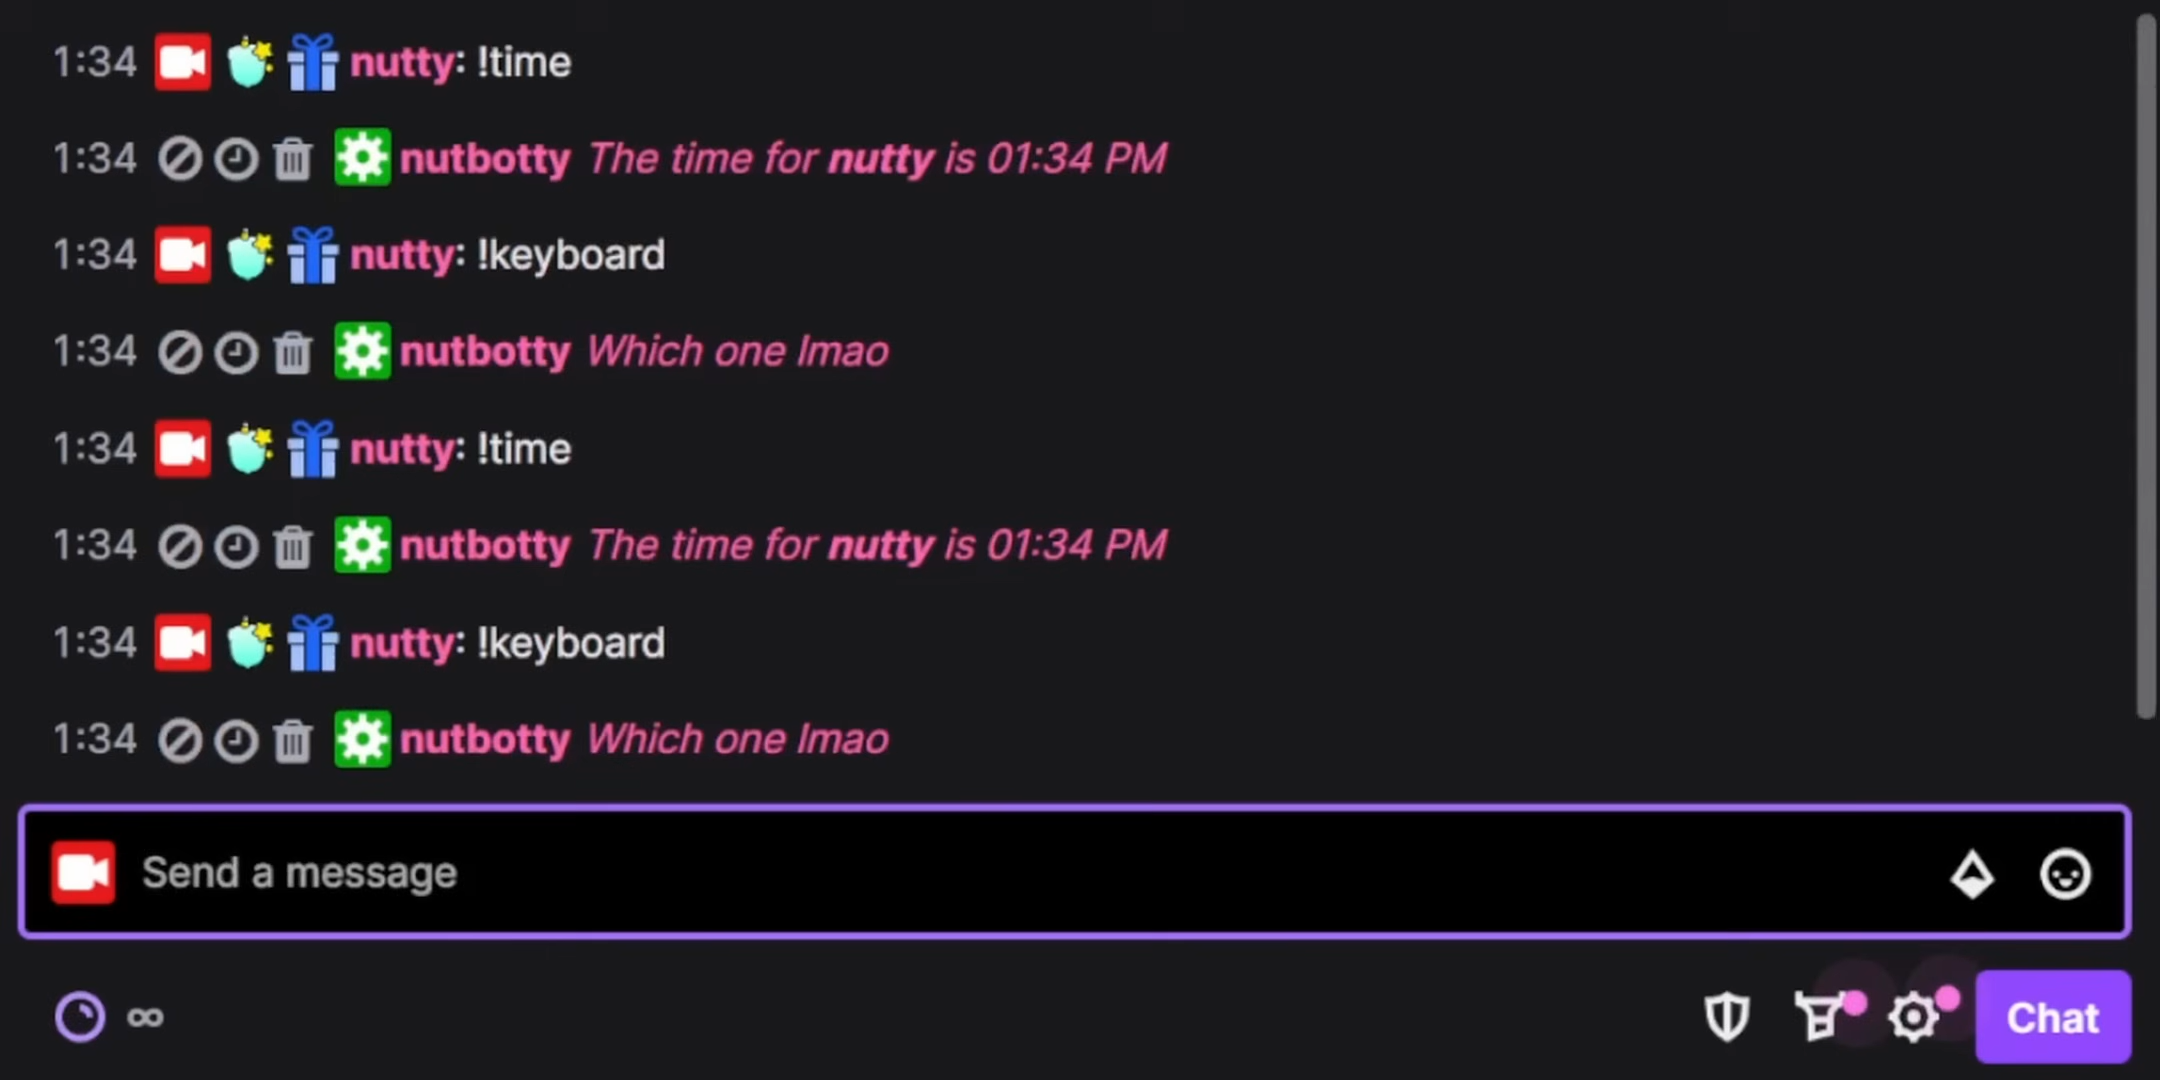 1:34 nutty: !time
1:34 nutbotty The time for nutty is 01:34 PM
1:34 nutty: !keyboard
1:34 nutbotty Which one lmao
1:34 nutty: !time
1:34 nutbotty The time for nutty is 01:34 PM
1:34 nutty: !keyboard
1:34 nutbotty Which one lmao
Send a message
∞
Chat